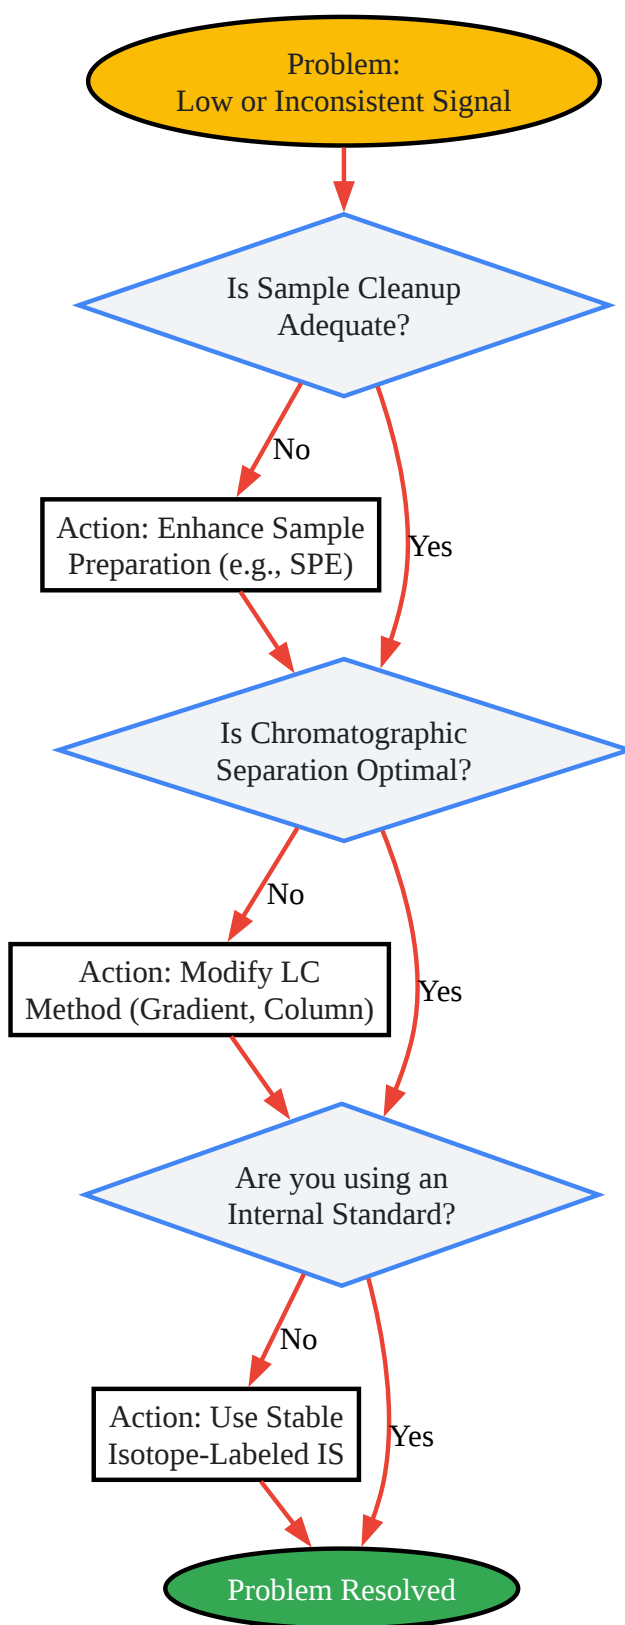 Problem:
Low or Inconsistent Signal
Is Sample Cleanup
Adequate?
No
Action: Enhance Sample
Preparation (e.g., SPE)
Yes
Is Chromatographic
Separation Optimal?
No
Action: Modify LC
Method (Gradient, Column)
Yes
Are you using an
Internal Standard?
No
Action: Use Stable
Isotope-Labeled IS
Yes
Problem Resolved